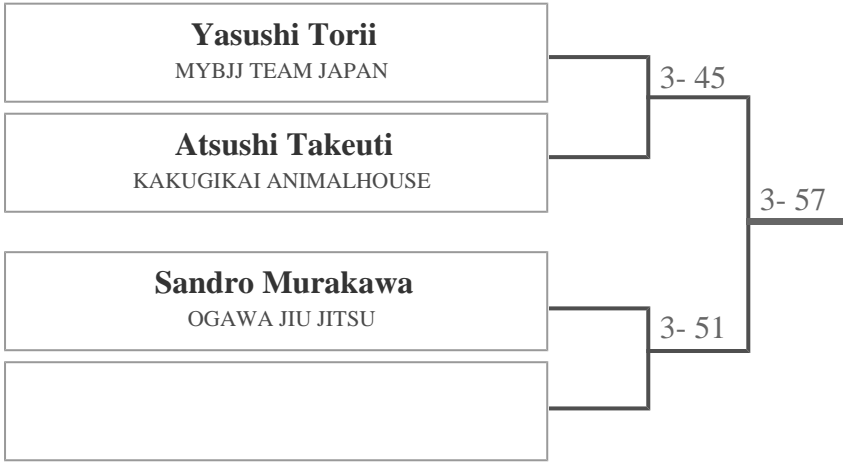 Yasushi Torii
MYBJJ TEAM JAPAN
3- 45
Atsushi Takeuti
KAKUGIKAI ANIMALHOUSE
3- 57
Sandro Murakawa
OGAWA JIU JITSU
3- 51